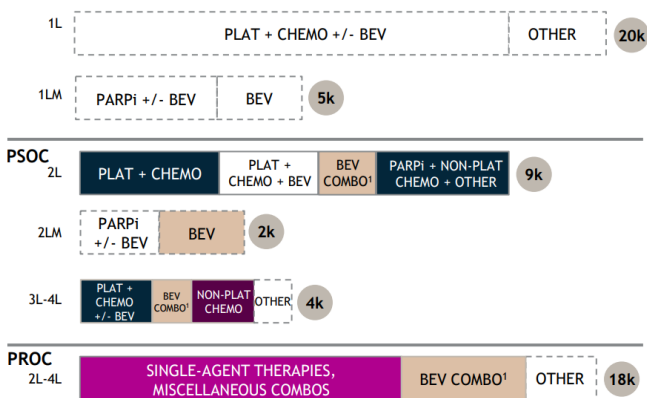 1L
PLAT + CHEMO +/- BEV
OTHER
20k
1LM
PARPi +/- BEV
BEV
5k
PSOC
2L
PLAT + CHEMO
PLAT +
CHEMO + BEV
BEV
COMBO¹
PARPi + NON-PLAT
CHEMO + OTHER
9k
2LM
PARPi
+/- BEV
BEV
2k
3L-4L
PLAT +
CHEMO
+/- BEV
BEV
COMBO¹
NON-PLAT
CHEMO
OTHER
4k
PROC
2L-4L
SINGLE-AGENT THERAPIES,
MISCELLANEOUS COMBOS
BEV COMBO¹
OTHER
18k